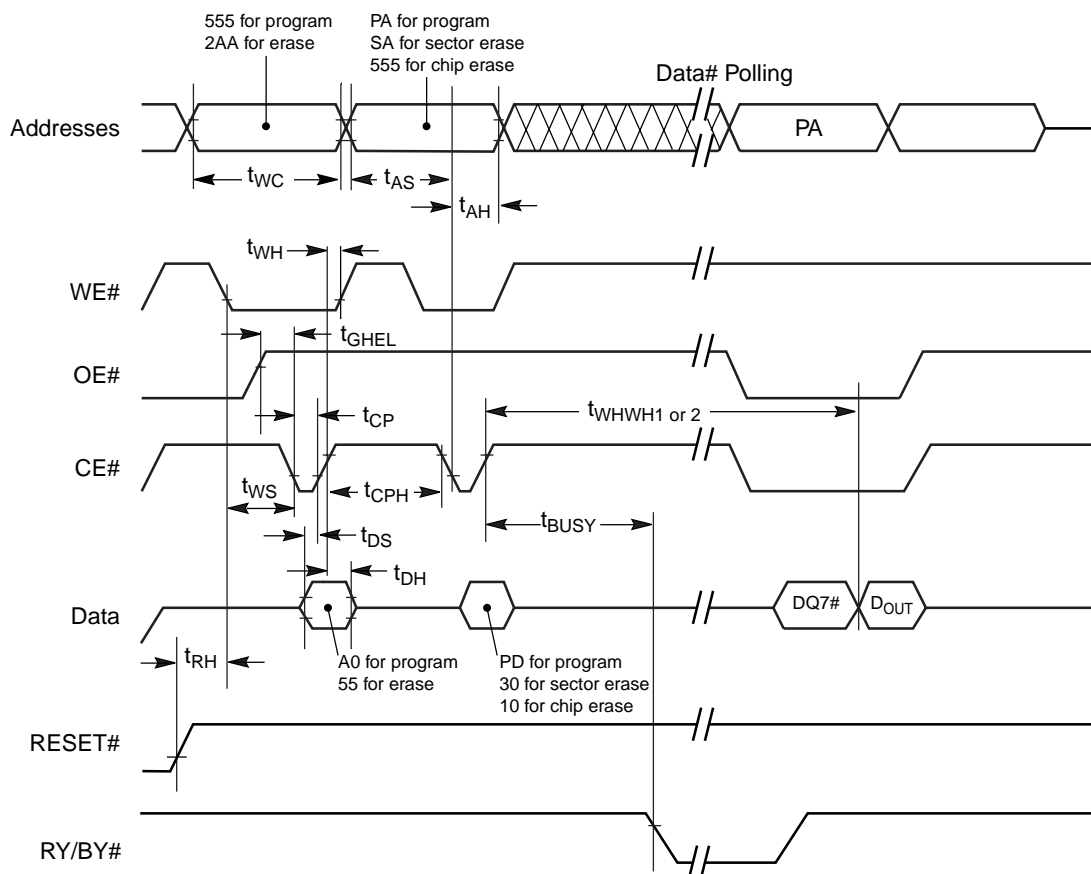 555 for program
2AA for erase
PA for program
SA for sector erase
555 for chip erase
Data# Polling
Addresses
PA
tWC
tAS
tAH
tWH
WE#
tGHEL
OE#
tWHWH1 or 2
tCP
CE#
tWS
tCPH
tBUSY
tDS
tDH
Data
DQ7#
DOUT
tRH
A0 for program
55 for erase
PD for program
30 for sector erase
10 for chip erase
RESET#
RY/BY#